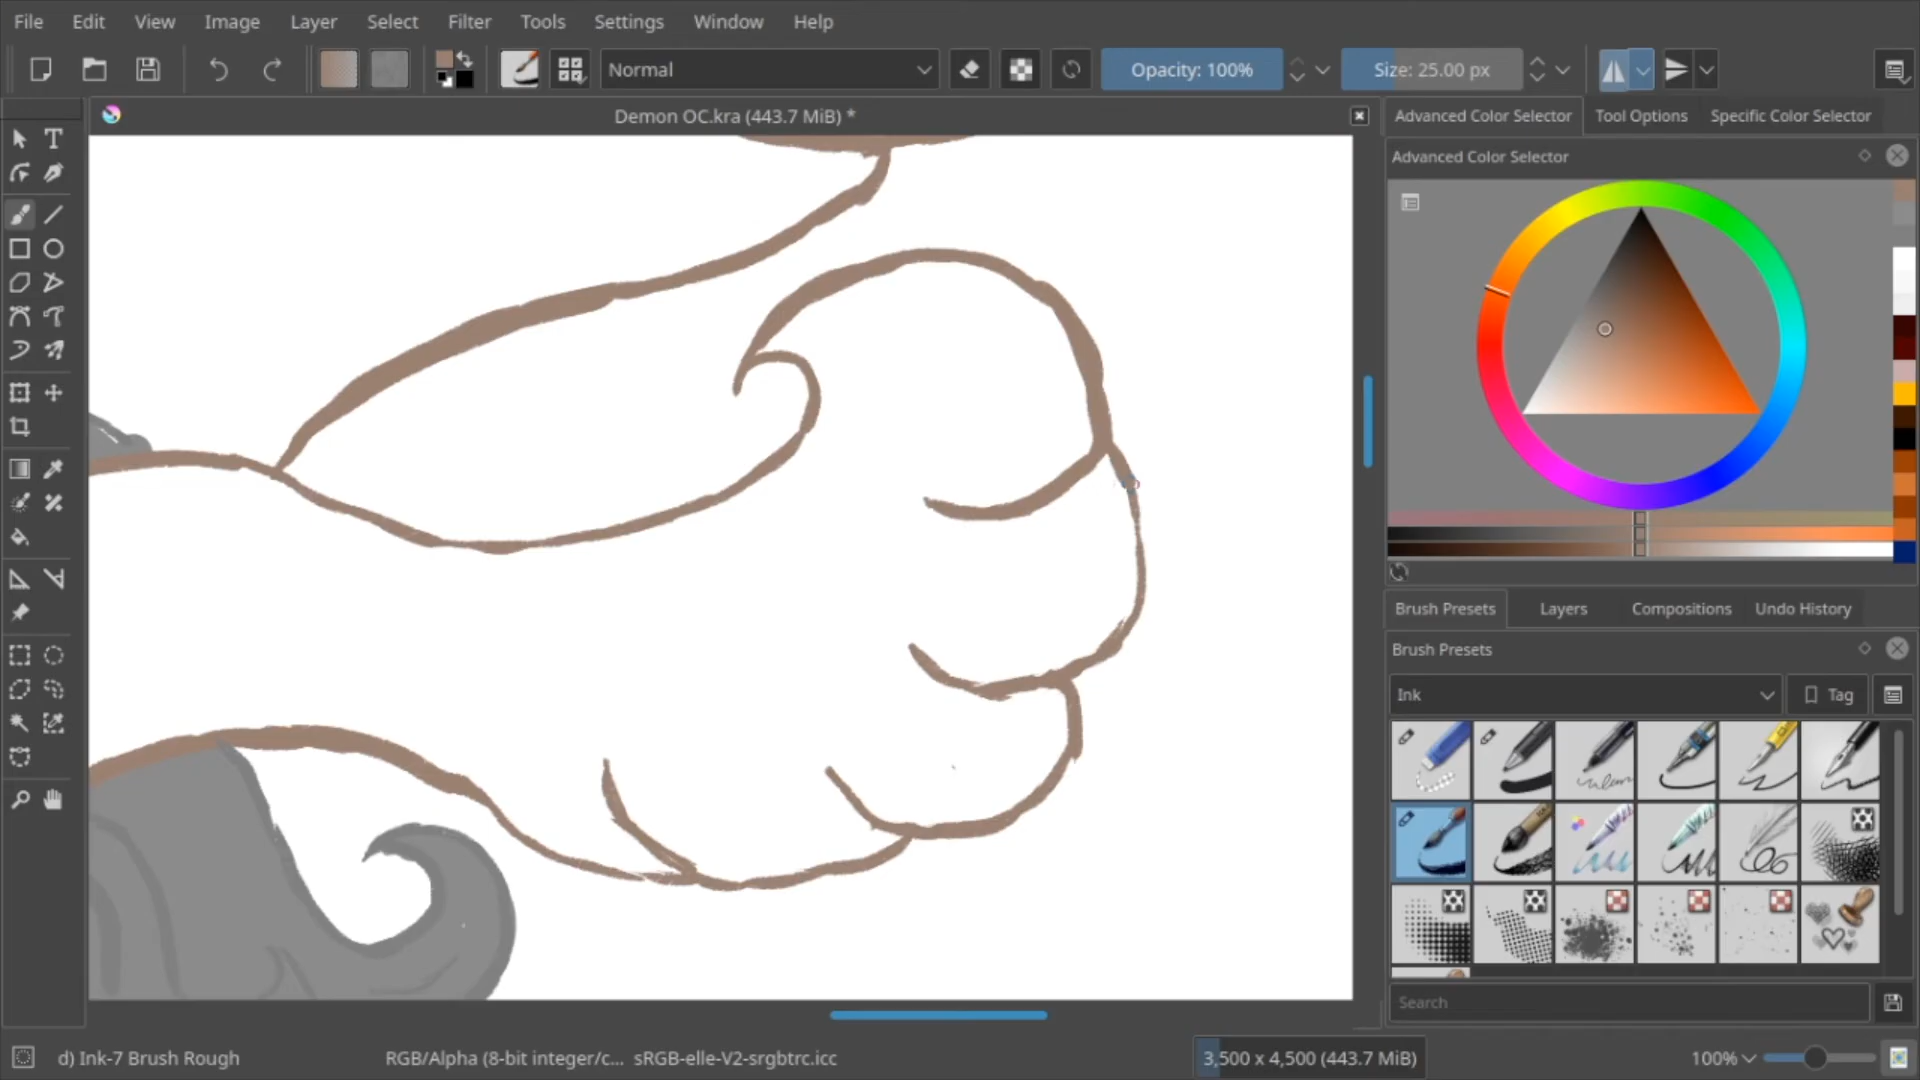 File Edit View Image Layer Select Filter Tools Settings Window Help
Normal Opacity: 100% Size: 25.00 px
Demon OC.kra (443.7 MiB) *
Advanced Color Selector Tool Options Specific Color Selector
Advanced Color Selector
Brush Presets Layers Compositions Undo History
Brush Presets
Ink Tag
Search
d) Ink-7 Brush Rough RGB/Alpha (8-bit integer/c... sRGB-elle-V2-srgbtrc.icc 3,500 x 4,500 (443.7 MiB) 100%